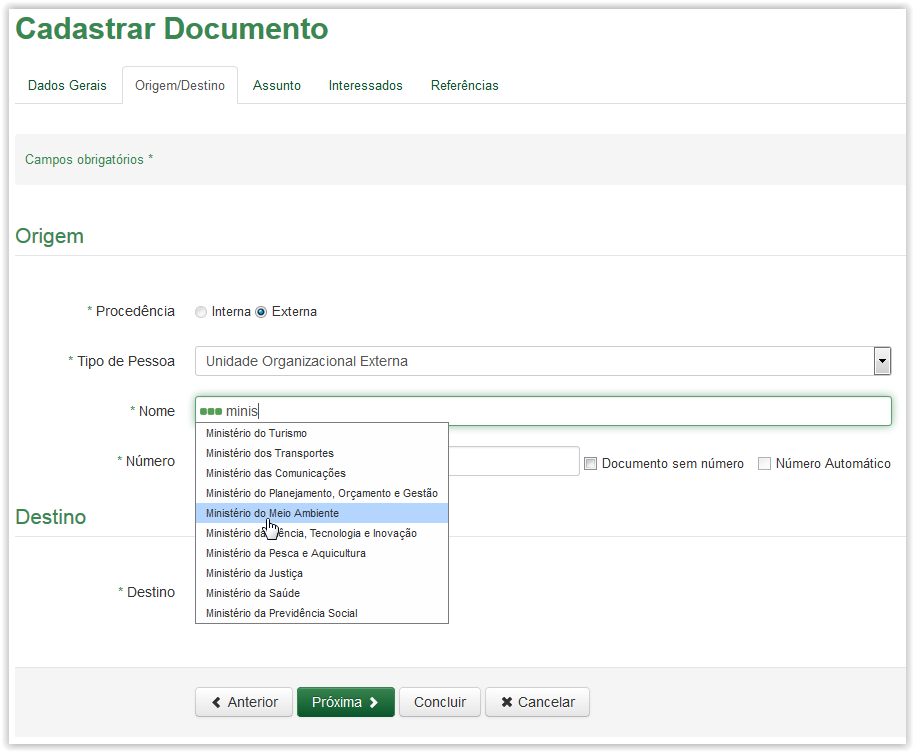 Cadastrar Documento
Dados Gerais Origem/Destino Assunto Interessados Referências
Campos obrigatórios *
Origem
* Procedência Interna Externa
* Tipo de Pessoa Unidade Organizacional Externa
* Nome minis
Ministério do Turismo
Ministério dos Transportes
* Número Documento sem número Número Automático
Ministério das Comunicações
Ministério do Planejamento, Orçamento e Gestão
Destino
Ministério do Meio Ambiente
Ministério da Ciência, Tecnologia e Inovação
Ministério da Pesca e Aquicultura
Ministério da Justiça
* Destino
Ministério da Saúde
Ministério da Previdência Social
Anterior Próxima Concluir Cancelar